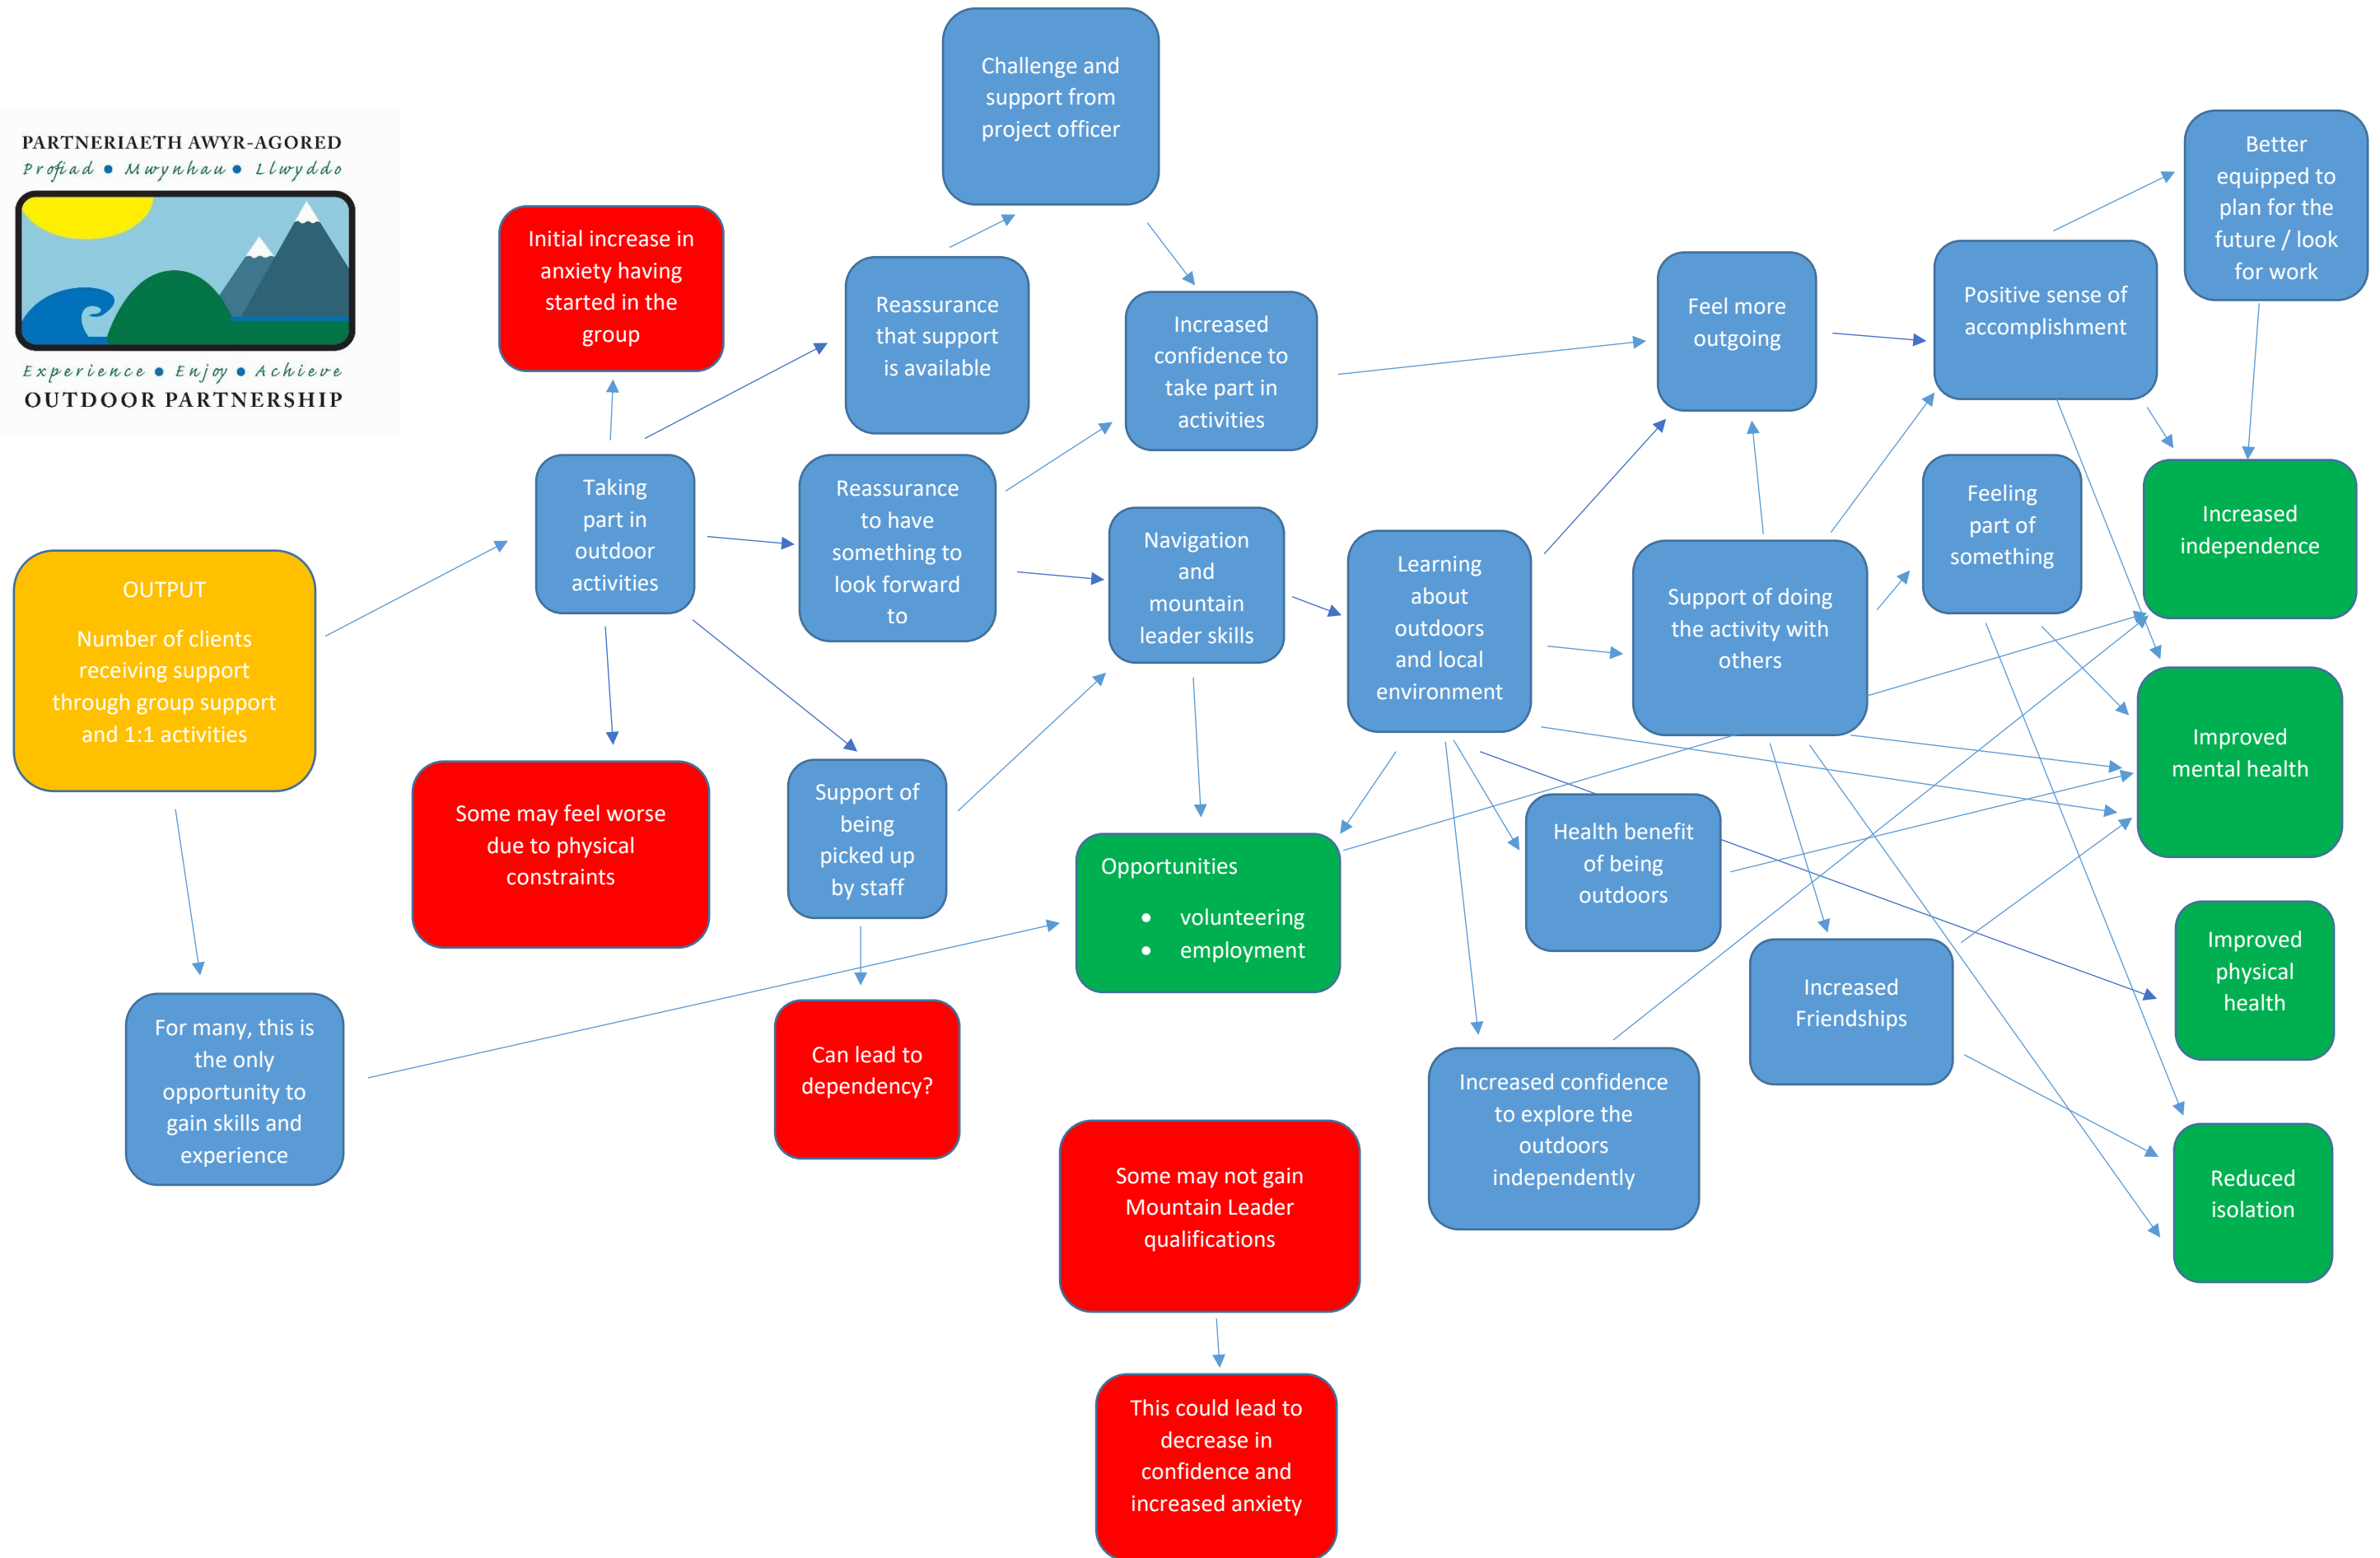 PARTNERIAETH AWYR-AGORED
Profiad • Mwynhau • Llwyddo
Experience • Enjoy • Achieve
OUTDOOR PARTNERSHIP
OUTPUT
Number of clients
receiving support
through group support
and 1:1 activities
For many, this is
the only
opportunity to
gain skills and
experience
Initial increase in
anxiety having
started in the
group
Taking
part in
outdoor
activities
Some may feel worse
due to physical
constraints
Challenge and
support from
project officer
Reassurance
that support
is available
Reassurance
to have
something to
look forward
to
Support of
being
picked up
by staff
Can lead to
dependency?
Increased
confidence to
take part in
activities
Navigation
and
mountain
leader skills
Opportunities
• volunteering
• employment
Some may not gain
Mountain Leader
qualifications
This could lead to
decrease in
confidence and
increased anxiety
Learning
about
outdoors
and local
environment
Health benefit
of being
outdoors
Increased confidence
to explore the
outdoors
independently
Feel more
outgoing
Support of doing
the activity with
others
Increased
Friendships
Positive sense of
accomplishment
Feeling
part of
something
Better
equipped to
plan for the
future / look
for work
Increased
independence
Improved
mental health
Improved
physical
health
Reduced
isolation